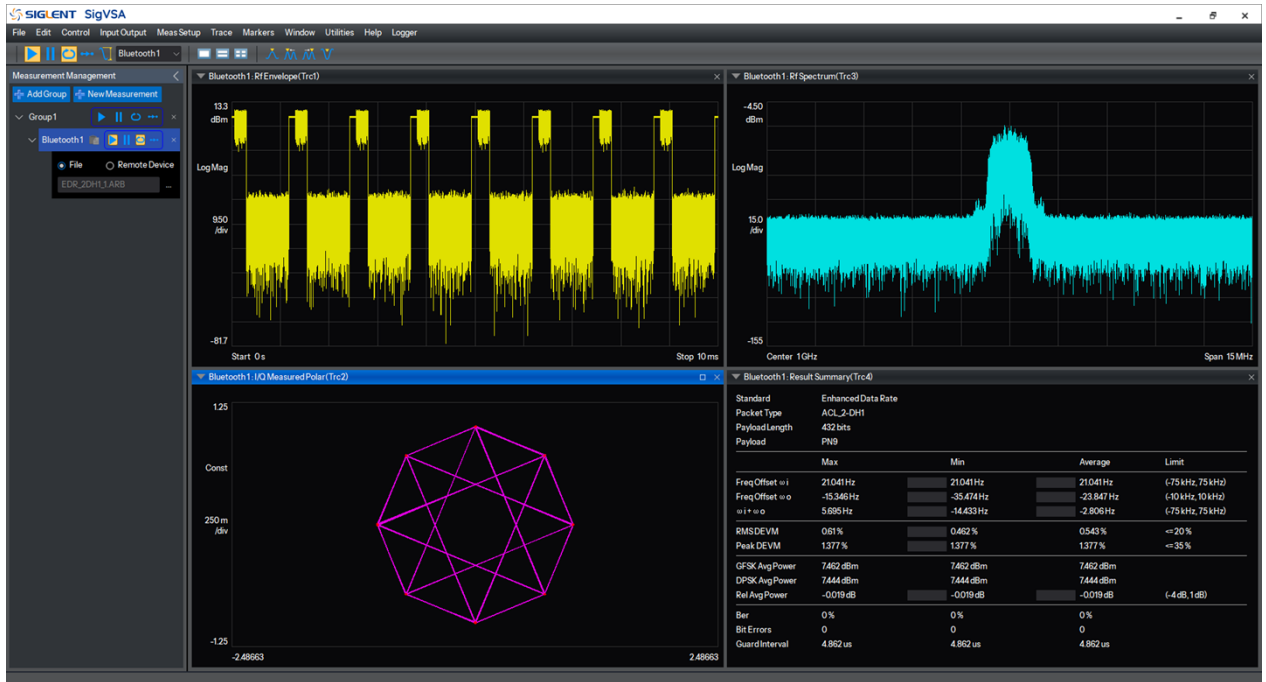 SIGLENT SigVSA
File Edit Control Input Output Meas Setup Trace Markers Window Utilities Help Logger
Bluetooth1
Measurement Management
Add Group New Measurement
Group1
Bluetooth1
File Remote Device
EDR_2DH1_1.ARB ...
Bluetooth1: Rf Envelope(Trc1)
13.3
dBm
Log Mag
9.50
/div
-81.7
Start 0 s Stop 10 ms
Bluetooth1: Rf Spectrum(Trc3)
-4.50
dBm
Log Mag
15.0
/div
-155
Center 1 GHz Span 15 MHz
Bluetooth1: I/Q Measured Polar(Trc2)
1.25
Const
250 m
/div
-1.25
-2.48663 2.48663
Bluetooth1: Result Summary(Trc4)
Standard Enhanced Data Rate
Packet Type ACL_2-DH1
Payload Length 432 bits
Payload PN9
Max Min Average Limit
Freq Offset ω i 21.041 Hz 21.041 Hz 21.041 Hz (-75 kHz, 75 kHz)
Freq Offset ω o -15.346 Hz -35.474 Hz -23.847 Hz (-10 kHz, 10 kHz)
ω i + ω o 5.695 Hz -14.433 Hz -2.806 Hz (-75 kHz, 75 kHz)
RMS DEVM 0.61 % 0.462 % 0.543 % <= 20 %
Peak DEVM 1.377 % 1.377 % 1.377 % <= 35 %
GFSK Avg Power 7.462 dBm 7.462 dBm 7.462 dBm
DPSK Avg Power 7.444 dBm 7.444 dBm 7.444 dBm
Rel Avg Power -0.019 dB -0.019 dB -0.019 dB (-4 dB, 1 dB)
Ber 0 % 0 % 0 %
Bit Errors 0 0 0
Guard Interval 4.862 us 4.862 us 4.862 us